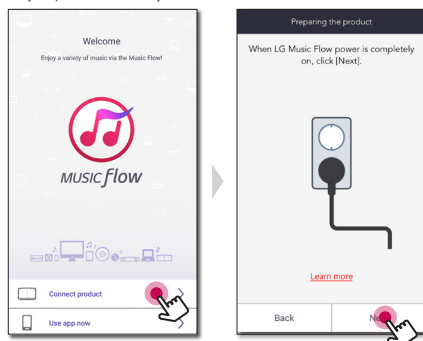 Welcome
Enjoy a variety of music via the Music Flow!
MUSIC flow
Connect product
Use app now
Preparing the product
When LG Music Flow power is completely
on, click [Next].
Learn more
Back